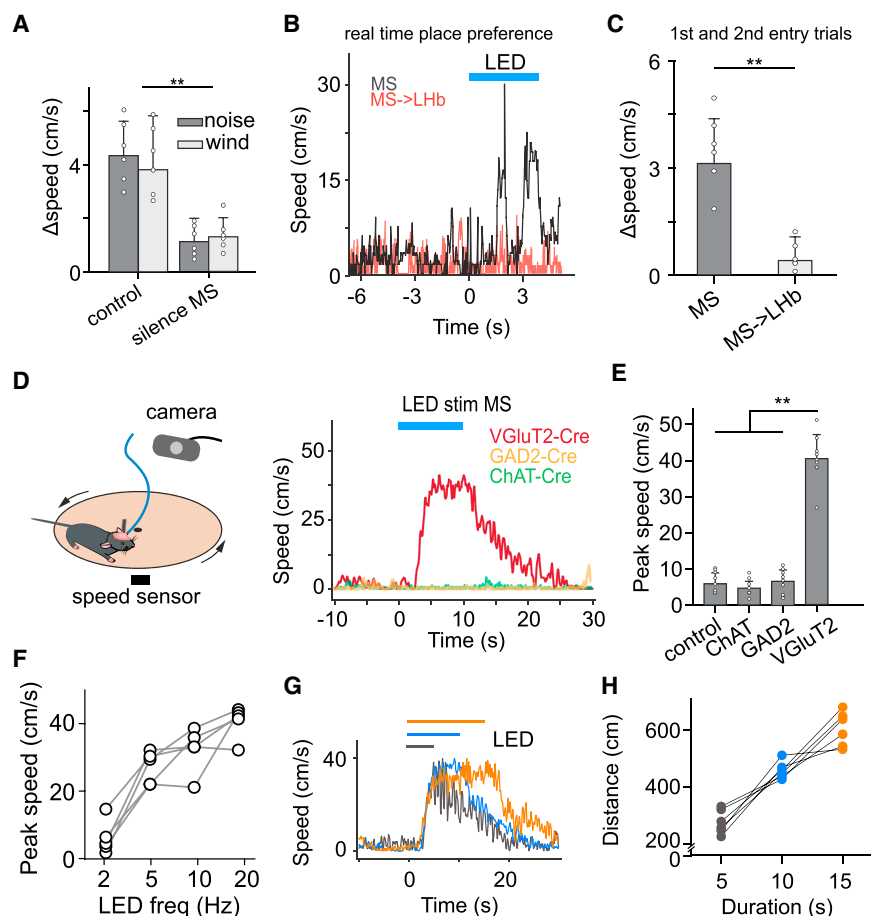 A
Δspeed (cm/s)
4
0
**
noise
wind
control
silence MS
B
real time place preference
LED
MS
MS->LHb
Speed (cm/s)
30
15
0
-6
-3
0
3
Time (s)
C
1st and 2nd entry trials
**
Δspeed (cm/s)
6
3
0
MS
MS->LHb
D
camera
speed sensor
LED stim MS
VGluT2-Cre
GAD2-Cre
ChAT-Cre
Speed (cm/s)
60
25
0
-10
0
10
20
30
Time (s)
E
**
Peak speed (cm/s)
50
40
30
20
10
0
control
ChAT
GAD2
VGluT2
F
Peak speed (cm/s)
40
20
0
2
5
10
20
LED freq (Hz)
G
LED
Speed (cm/s)
40
0
0
20
Time (s)
H
Distance (cm)
600
400
200
0
5
10
15
Duration (s)